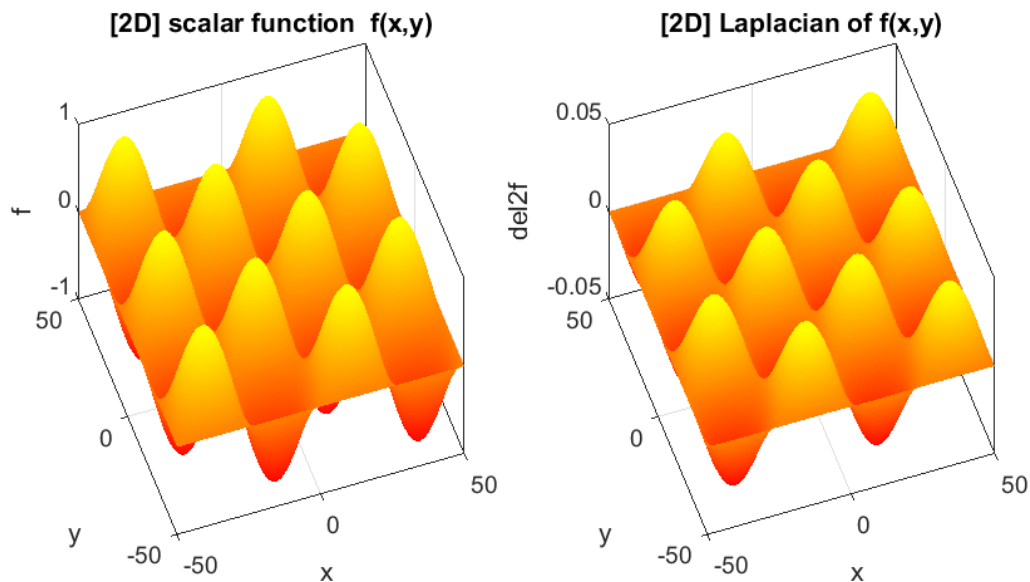 [2D] scalar function f(x,y)
1
0
-1
f
50
0
-50
y
-50
0
50
x
[2D] Laplacian of f(x,y)
0.05
0
-0.05
del2f
50
0
-50
y
-50
0
50
x